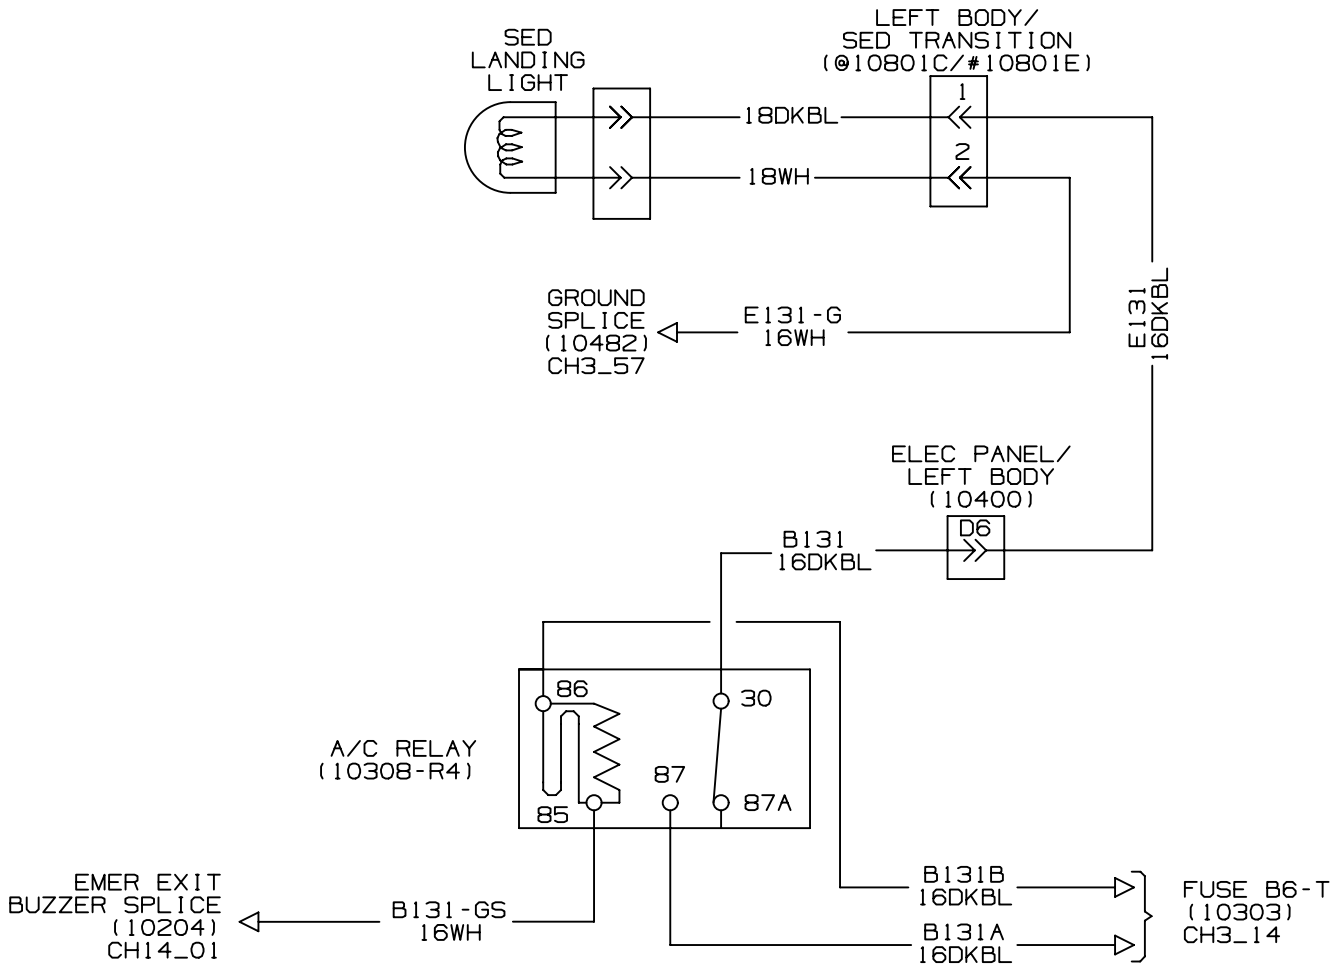 LEFT BODY/
SED TRANSITION
(@10801C/#10801E)
SED
LANDING
LIGHT
1
18DKBL
2
18WH
GROUND
SPLICE
(10482)
CH3_57
E131-G
16WH
E131
16DKBL
ELEC PANEL/
LEFT BODY
(10400)
D6
B131
16DKBL
86
30
A/C RELAY
(10308-R4)
87
85
87A
EMER EXIT
BUZZER SPLICE
(10204)
CH14_01
B131-GS
16WH
B131B
16DKBL
B131A
16DKBL
FUSE B6-T
(10303)
CH3_14